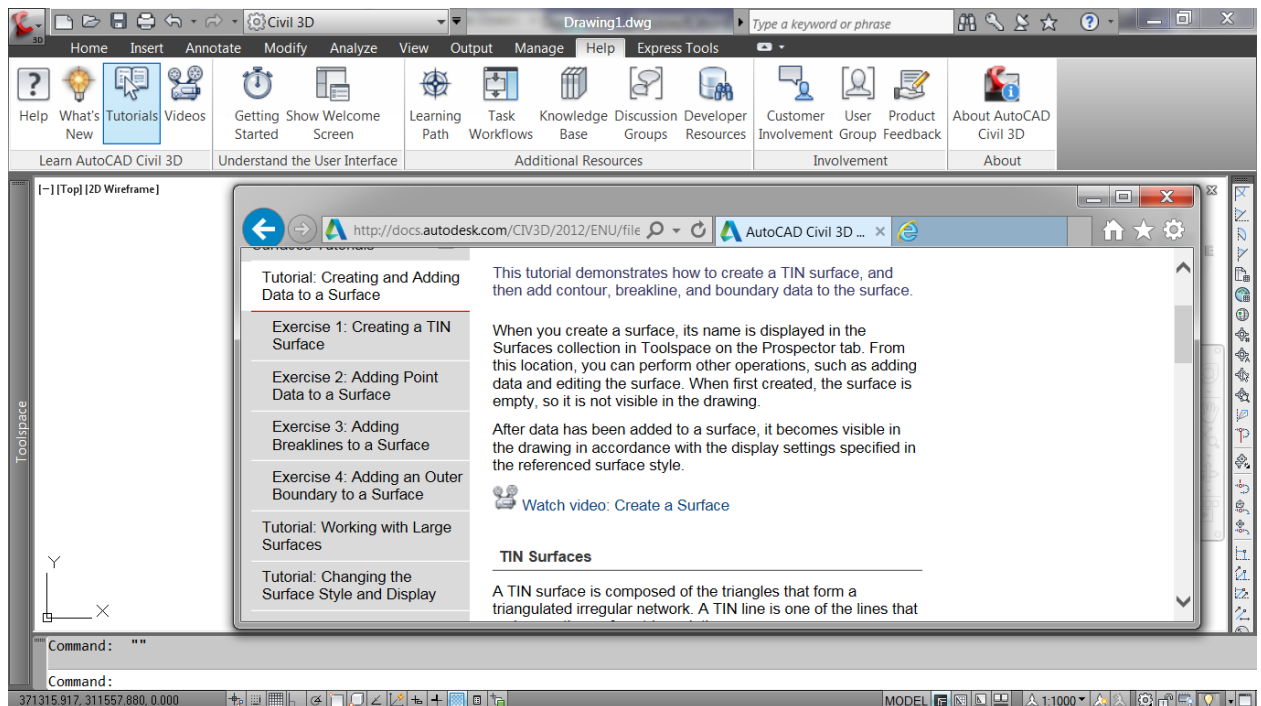 Civil 3D
Drawing1.dwg
Type a keyword or phrase
3D
Home Insert Annotate Modify Analyze View Output Manage Help Express Tools
Help
What's New
Tutorials
Videos
Getting Started
Show Welcome Screen
Learning Path
Task Workflows
Knowledge Base
Discussion Groups
Developer Resources
Customer Involvement
User Group
Product Feedback
About AutoCAD Civil 3D
Learn AutoCAD Civil 3D
Understand the User Interface
Additional Resources
Involvement
About
[−] [Top] [2D Wireframe]
http://docs.autodesk.com/CIV3D/2012/ENU/file
AutoCAD Civil 3D ...
Tutorial: Creating and Adding
Data to a Surface
Exercise 1: Creating a TIN
Surface
Exercise 2: Adding Point
Data to a Surface
Exercise 3: Adding
Breaklines to a Surface
Exercise 4: Adding an Outer
Boundary to a Surface
Tutorial: Working with Large
Surfaces
Tutorial: Changing the
Surface Style and Display
This tutorial demonstrates how to create a TIN surface, and
then add contour, breakline, and boundary data to the surface.
When you create a surface, its name is displayed in the
Surfaces collection in Toolspace on the Prospector tab. From
this location, you can perform other operations, such as adding
data and editing the surface. When first created, the surface is
empty, so it is not visible in the drawing.
After data has been added to a surface, it becomes visible in
the drawing in accordance with the display settings specified in
the referenced surface style.
Watch video: Create a Surface
TIN Surfaces
A TIN surface is composed of the triangles that form a
triangulated irregular network. A TIN line is one of the lines that
Toolspace
Y
X
Command: ""
Command:
371315.917, 311557.880, 0.000
MODEL
1:1000